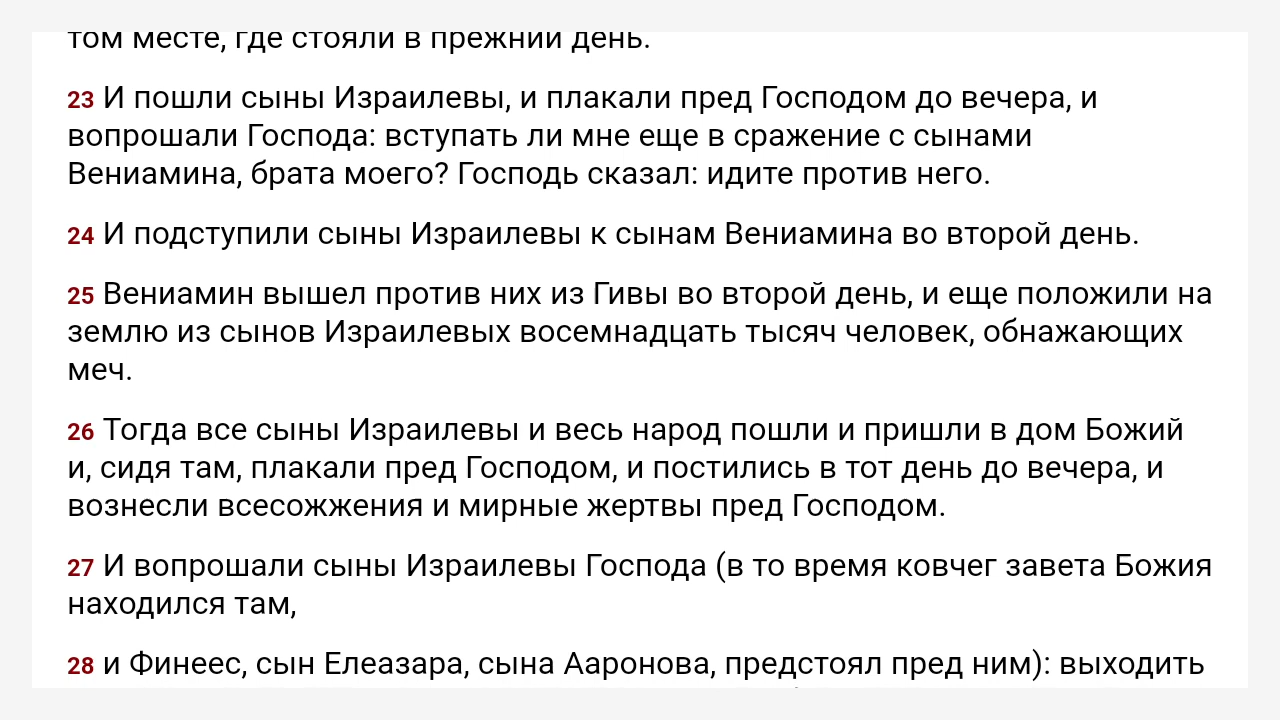 том месте, где стояли в прежний день.
23 И пошли сыны Израилевы, и плакали пред Господом до вечера, и
вопрошали Господа: вступать ли мне еще в сражение с сынами
Вениамина, брата моего? Господь сказал: идите против него.
24 И подступили сыны Израилевы к сынам Вениамина во второй день.
25 Вениамин вышел против них из Гивы во второй день, и еще положили на
землю из сынов Израилевых восемнадцать тысяч человек, обнажающих
меч.
26 Тогда все сыны Израилевы и весь народ пошли и пришли в дом Божий
и, сидя там, плакали пред Господом, и постились в тот день до вечера, и
вознесли всесожжения и мирные жертвы пред Господом.
27 И вопрошали сыны Израилевы Господа (в то время ковчег завета Божия
находился там,
28 и Финеес, сын Елеазара, сына Ааронова, предстоял пред ним): выходить